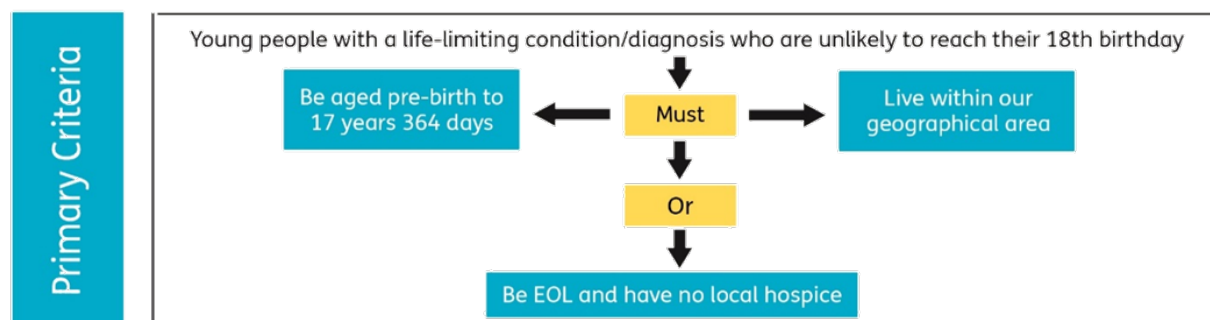 Primary Criteria
Young people with a life-limiting condition/diagnosis who are unlikely to reach their 18th birthday
Be aged pre-birth to
17 years 364 days
Must
Live within our
geographical area
Or
Be EOL and have no local hospice